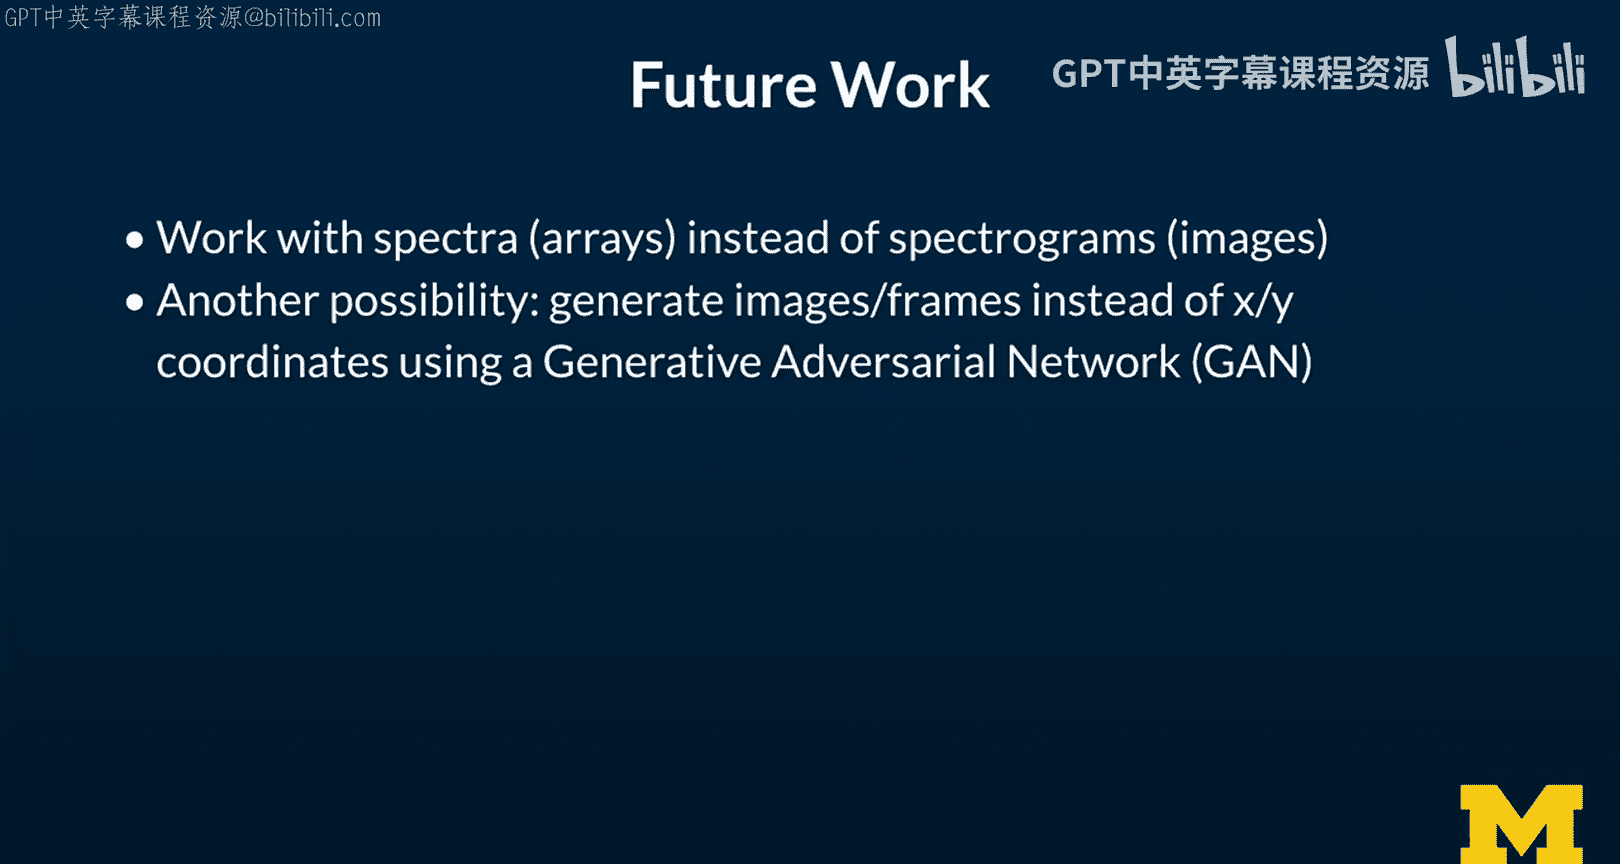 GPT中英字幕课程资源@bilibili.com
Future Work
GPT中英字幕课程资源 bilibili
• Work with spectra (arrays) instead of spectrograms (images)
• Another possibility: generate images/frames instead of x/y
coordinates using a Generative Adversarial Network (GAN)
M